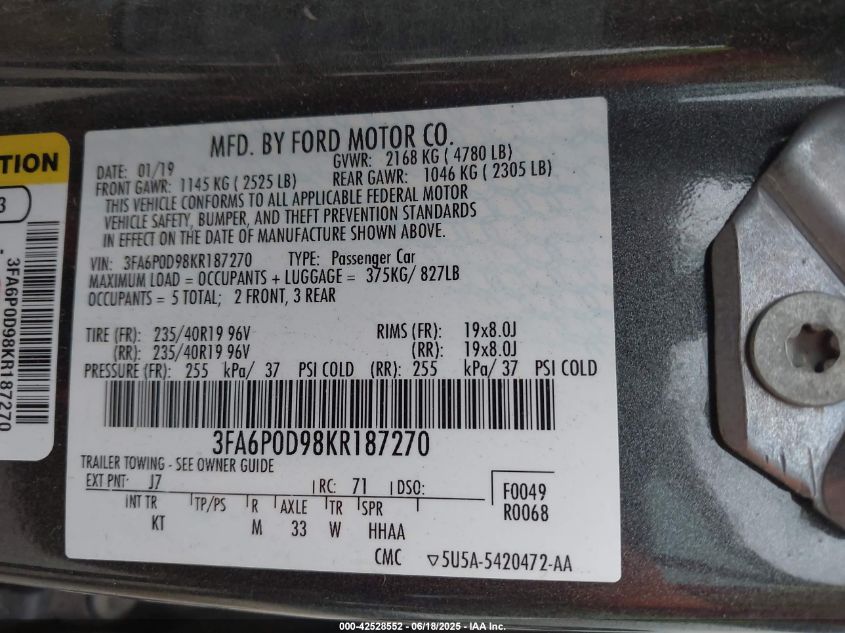 TION
3
3FA6P0D98KR187270
MFD. BY FORD MOTOR CO.
DATE: 01/19
GVWR: 2168 KG ( 4780 LB)
FRONT GAWR: 1145 KG ( 2525 LB)
REAR GAWR: 1046 KG ( 2305 LB)
THIS VEHICLE CONFORMS TO ALL APPLICABLE FEDERAL MOTOR
VEHICLE SAFETY, BUMPER, AND THEFT PREVENTION STANDARDS
IN EFFECT ON THE DATE OF MANUFACTURE SHOWN ABOVE.
VIN: 3FA6P0D98KR187270 TYPE: Passenger Car
MAXIMUM LOAD = OCCUPANTS + LUGGAGE = 375KG/ 827LB
OCCUPANTS = 5 TOTAL; 2 FRONT, 3 REAR
TIRE (FR): 235/40R19 96V RIMS (FR): 19x8.0J
(RR): 235/40R19 96V (RR): 19x8.0J
PRESSURE (FR): 255 kPa/ 37 PSI COLD (RR): 255 kPa/ 37 PSI COLD
3FA6P0D98KR187270
TRAILER TOWING - SEE OWNER GUIDE
EXT PNT: J7 RC: 71 DSO:
F0049
R0068
INT TR TP/PS R AXLE TR SPR
KT M 33 W HHAA
CMC ▽5U5A-5420472-AA
000-42528552 - 06/18/2025 - IAA Inc.